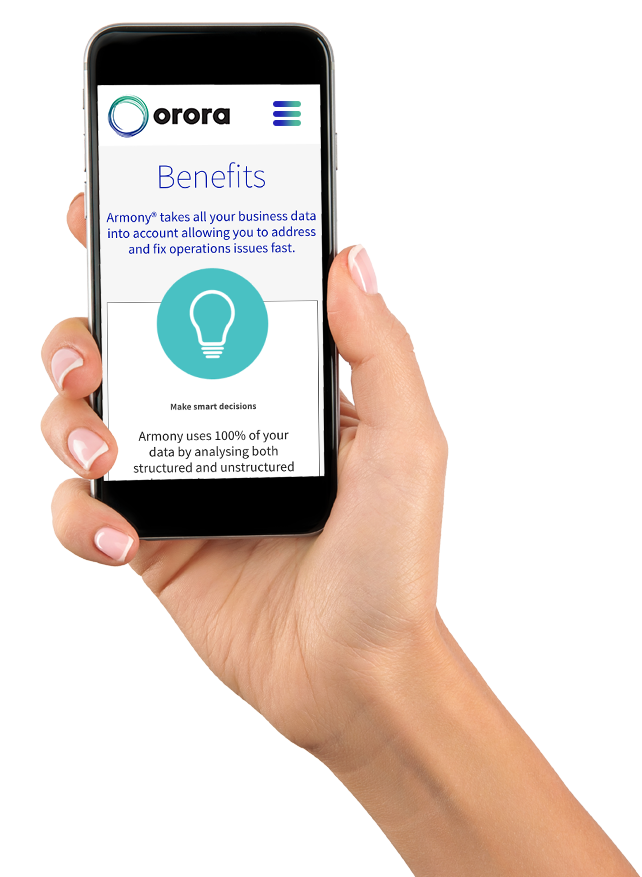 orora
Benefits
Armony® takes all your business data
into account allowing you to address
and fix operations issues fast.
Make smart decisions
Armony uses 100% of your
data by analysing both
structured and unstructured